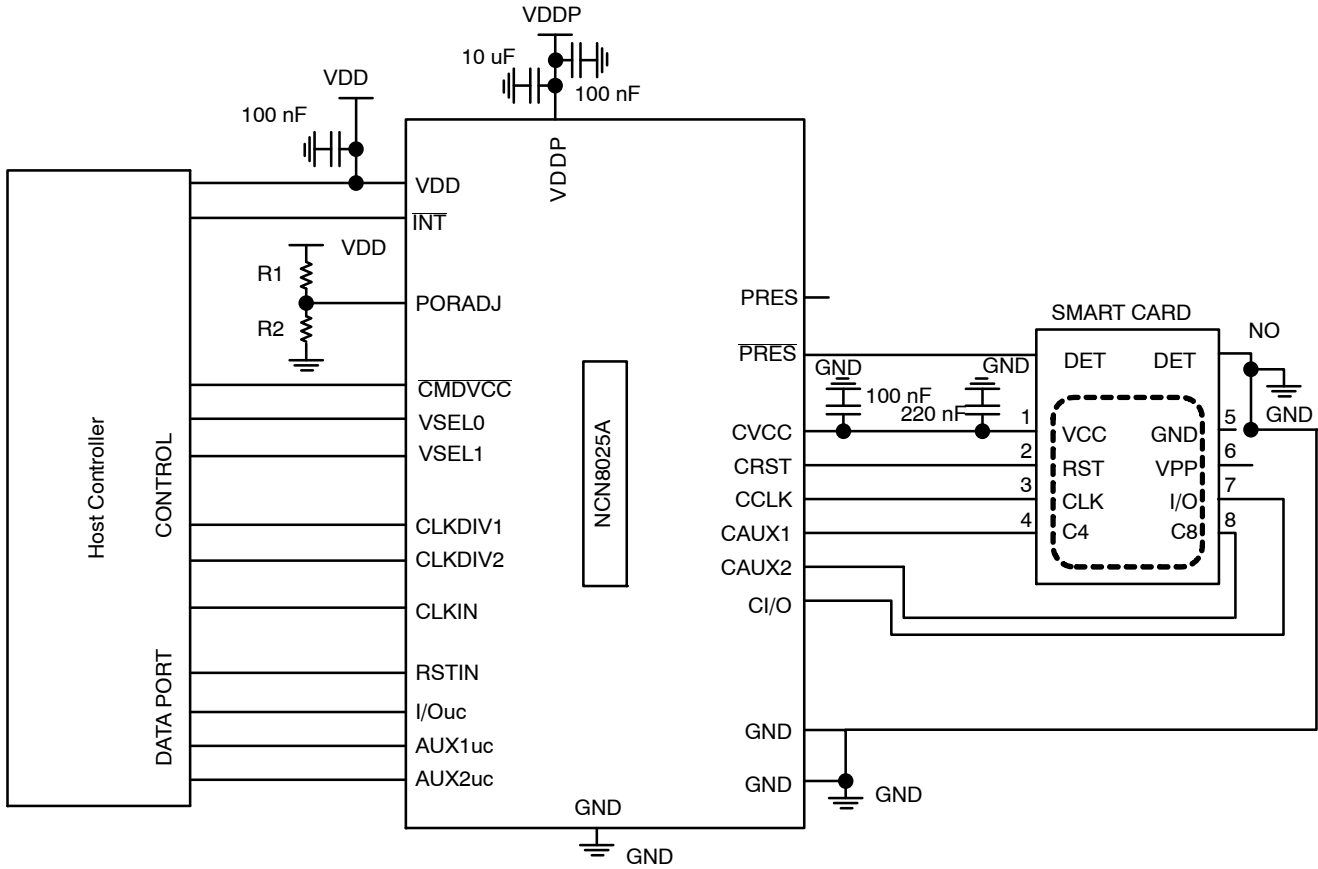 VDDP
10 uF
100 nF
VDD
100 nF
VDDP
VDD
INT
VDD
R1
R2
PORADJ
CMDVCC
VSEL0
VSEL1
CLKDIV1
CLKDIV2
CLKIN
RSTIN
I/Ouc
AUX1uc
AUX2uc
Host Controller
CONTROL
DATA PORT
NCN8025A
PRES
PRES
CVCC
CRST
CCLK
CAUX1
CAUX2
CI/O
GND
GND
GND
GND
GND
GND
100 nF
GND
220 nF
SMART CARD
NO
DET DET
GND
1 VCC GND 5
2 RST VPP 6
3 CLK I/O 7
4 C4 C8 8